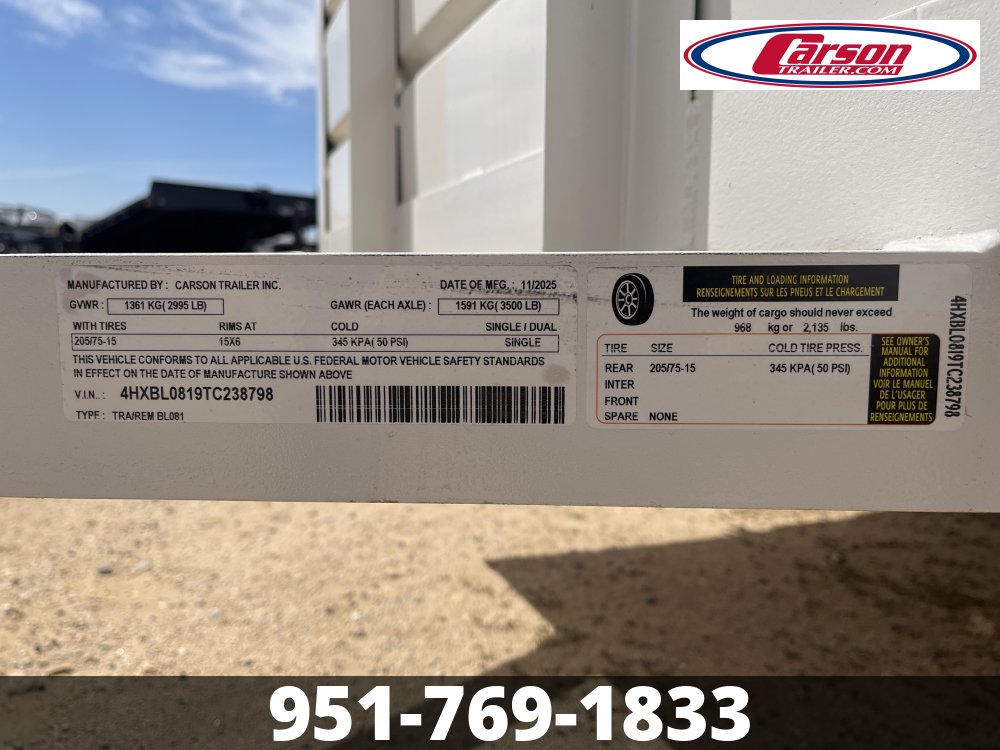 Carson
TRAILER.COM
MANUFACTURED BY : CARSON TRAILER INC. DATE OF MFG. : 11/2025
GVWR : 1361 KG( 2995 LB) GAWR (EACH AXLE) : 1591 KG( 3500 LB)
WITH TIRES RIMS AT COLD SINGLE / DUAL
205/75-15 15X6 345 KPA( 50 PSI) SINGLE
THIS VEHICLE CONFORMS TO ALL APPLICABLE U.S. FEDERAL MOTOR VEHICLE SAFETY STANDARDS
IN EFFECT ON THE DATE OF MANUFACTURE SHOWN ABOVE
V.I.N.. : 4HXBL0819TC238798
TYPE : TRA/REM BL081
TIRE AND LOADING INFORMATION
RENSEIGNEMENTS SUR LES PNEUS ET LE CHARGEMENT
The weight of cargo should never exceed
968 kg or 2,135 lbs.
TIRE SIZE COLD TIRE PRESS.
REAR 205/75-15 345 KPA( 50 PSI)
INTER
FRONT
SPARE NONE
SEE OWNER'S
MANUAL FOR
ADDITIONAL
INFORMATION
VOIR LE MANUEL
DE L'USAGER
POUR PLUS DE
RENSEIGNEMENTS
4HXBL0819TC238798
951-769-1833